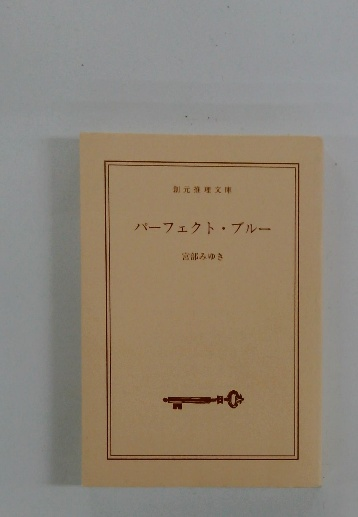 創元推理文庫
パーフェクト・ブルー
宮部みゆき